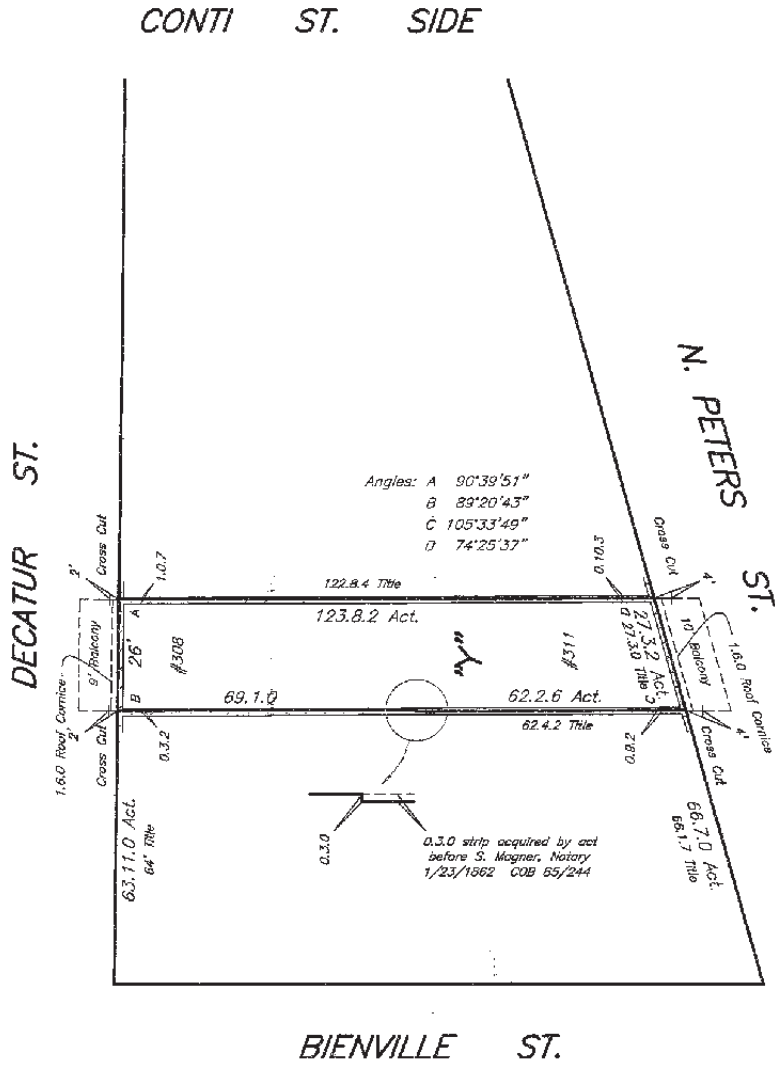 CONTI ST. SIDE
N. PETERS ST.
DECATUR ST.
Angles: A 90°39'51"
B 89°20'43"
C 105°33'49"
D 74°25'37"
Cross Cut
2'
1.0.7
122.8.4 Title
123.8.2 Act.
0.10.3
Cross Cut
4'
9' Balcony
26'
A
B
#308
"Y"
#311
D
C
27.3.2 Act.
27.3.0 Title
10' Balcony
1.6.0 Roof Cornice
69.1.0
62.2.6 Act.
62.4.2 Title
1.6.0 Roof, Cornice
2'
Cross Cut
0.3.2
0.9.2
Cross Cut
4'
63.11.0 Act.
64' Title
66.7.0 Act.
66.1.7 Title
0.3.0
0.3.0 strip acquired by act
before S. Magner, Notary
1/23/1862 COB 85/244
BIENVILLE ST.